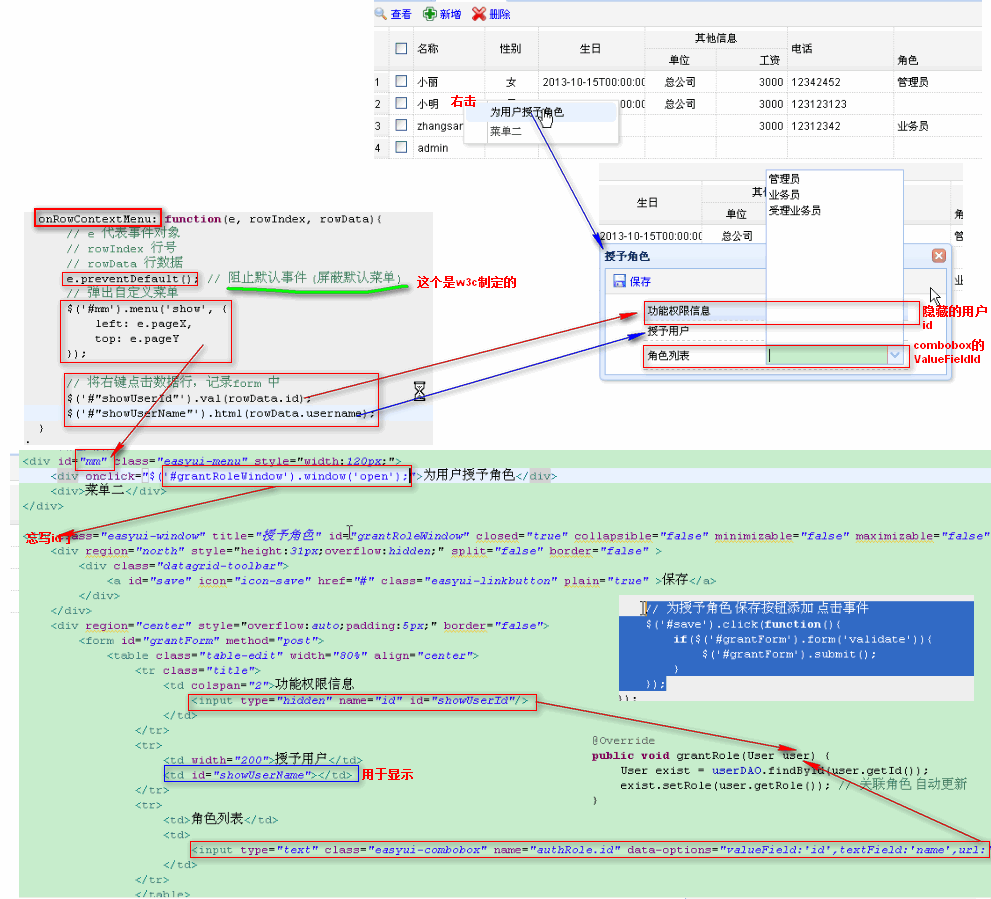 查看 新增 删除
名称 性别 生日 其他信息 电话 角色
单位 工资
1 小丽 女 2013-10-15T00:00:00 总公司 3000 12342452 管理员
2 小明 00:00 总公司 3000 123123123
3 zhangsan 3000 12312342 业务员
4 admin
右击
为用户授予角色
菜单二
生日 其 单位
2013-10-15T00:00:00 总公司
管理员
业务员
受理业务员
授予角色
保存
功能权限信息
授予用户
角色列表
隐藏的用户
id
combobox的
ValueFieldId
onRowContextMenu: function(e, rowIndex, rowData){
// e 代表事件对象
// rowIndex 行号
// rowData 行数据
e.preventDefault(); // 阻止默认事件 (屏蔽默认菜单)
这个是w3c制定的
// 弹出自定义菜单
$('#mm').menu('show', {
left: e.pageX,
top: e.pageY
});
// 将右键点击数据行，记录form 中
$('#"showUserId"').val(rowData.id);
$('#"showUserName"').html(rowData.username);
}
<div id="mm" class="easyui-menu" style="width:120px;">
<div onclick="$('#grantRoleWindow').window('open');">为用户授予角色</div>
<div>菜单二</div>
</div>
忘写id了
class="easyui-window" title="授予角色" id="grantRoleWindow" closed="true" collapsible="false" minimizable="false" maximizable="false"
<div region="north" style="height:31px;overflow:hidden;" split="false" border="false" >
<div class="datagrid-toolbar">
<a id="save" icon="icon-save" href="#" class="easyui-linkbutton" plain="true" >保存</a>
</div>
</div>
<div region="center" style="overflow:auto;padding:5px;" border="false">
<form id="grantForm" method="post">
<table class="table-edit" width="80%" align="center">
<tr class="title">
<td colspan="2">功能权限信息
<input type="hidden" name="id" id="showUserId"/>
</td>
</tr>
<tr>
<td width="200">授予用户</td>
<td id="showUserName"></td> 用于显示
</tr>
<tr>
<td>角色列表</td>
<td>
<input type="text" class="easyui-combobox" name="authRole.id" data-options="valueField:'id',textField:'name',url:'
</td>
</tr>
</table>
// 为授予角色 保存按钮添加 点击事件
$('#save').click(function(){
if($('#grantForm').form('validate')){
$('#grantForm').submit();
}
});
});
@Override
public void grantRole(User user) {
User exist = userDAO.findById(user.getId());
exist.setRole(user.getRole()); // 关联角色 自动更新
}